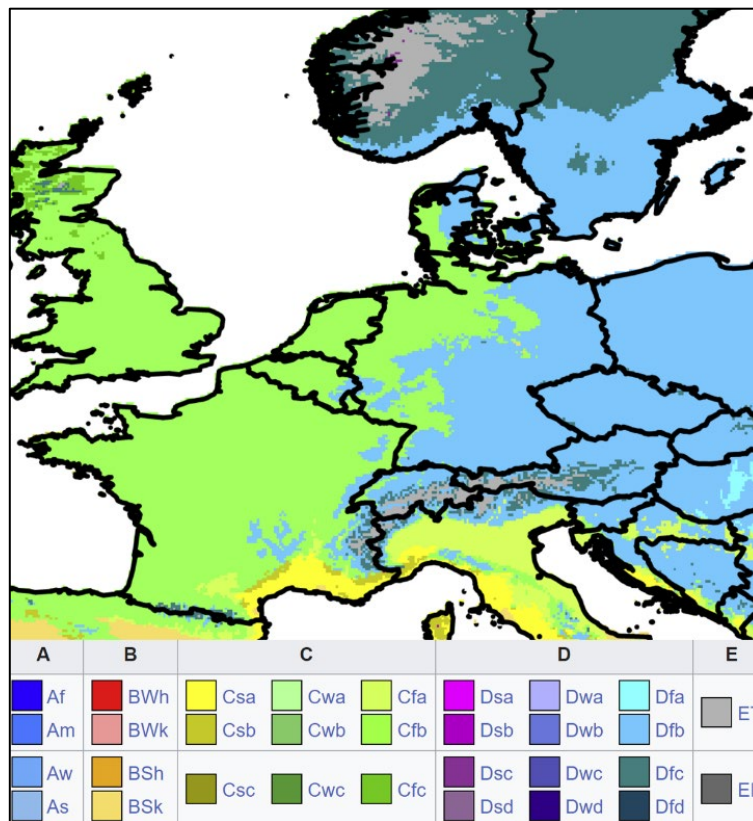 A B C D E
Af BWh Csa Cwa Cfa Dsa Dwa Dfa
Am BWk Csb Cwb Cfb Dsb Dwb Dfb
Aw BSh Csc Cwc Cfc Dsc Dwc Dfc
As BSk Dsd Dwd Dfd